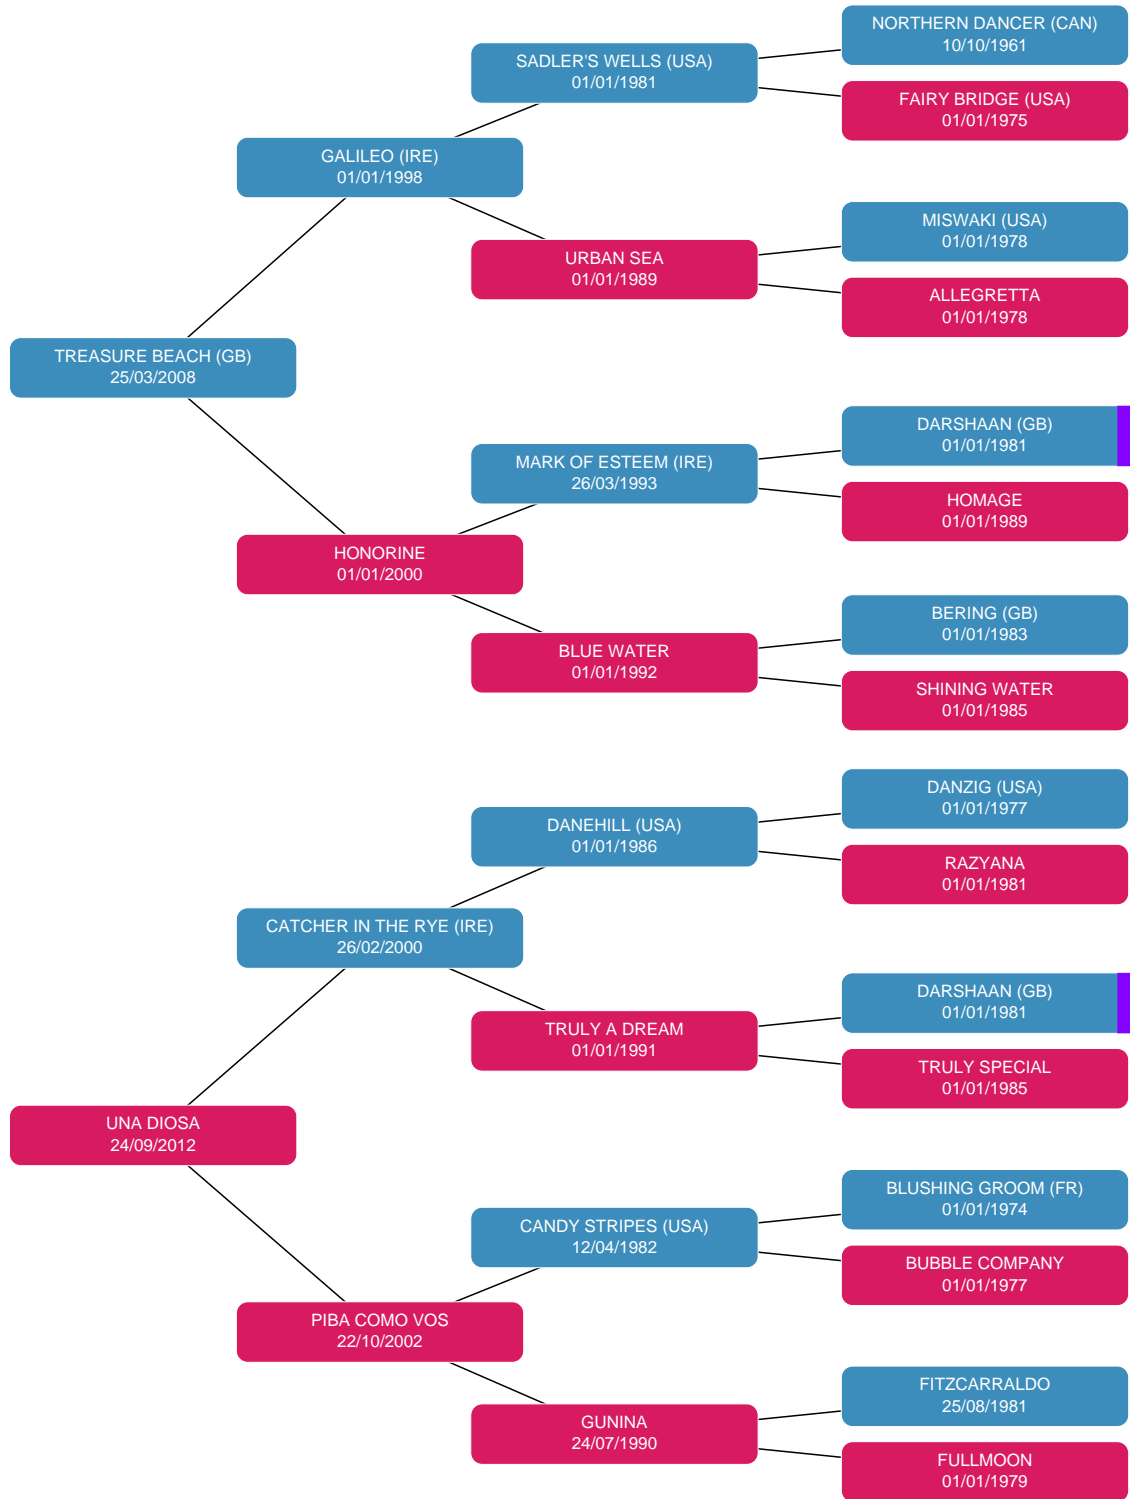 NORTHERN DANCER (CAN)
10/10/1961
SADLER'S WELLS (USA)
01/01/1981
FAIRY BRIDGE (USA)
01/01/1975
GALILEO (IRE)
01/01/1998
MISWAKI (USA)
01/01/1978
URBAN SEA
01/01/1989
ALLEGRETTA
01/01/1978
TREASURE BEACH (GB)
25/03/2008
DARSHAAN (GB)
01/01/1981
MARK OF ESTEEM (IRE)
26/03/1993
HOMAGE
01/01/1989
HONORINE
01/01/2000
BERING (GB)
01/01/1983
BLUE WATER
01/01/1992
SHINING WATER
01/01/1985
DANZIG (USA)
01/01/1977
DANEHILL (USA)
01/01/1986
RAZYANA
01/01/1981
CATCHER IN THE RYE (IRE)
26/02/2000
DARSHAAN (GB)
01/01/1981
TRULY A DREAM
01/01/1991
TRULY SPECIAL
01/01/1985
UNA DIOSA
24/09/2012
BLUSHING GROOM (FR)
01/01/1974
CANDY STRIPES (USA)
12/04/1982
BUBBLE COMPANY
01/01/1977
PIBA COMO VOS
22/10/2002
FITZCARRALDO
25/08/1981
GUNINA
24/07/1990
FULLMOON
01/01/1979